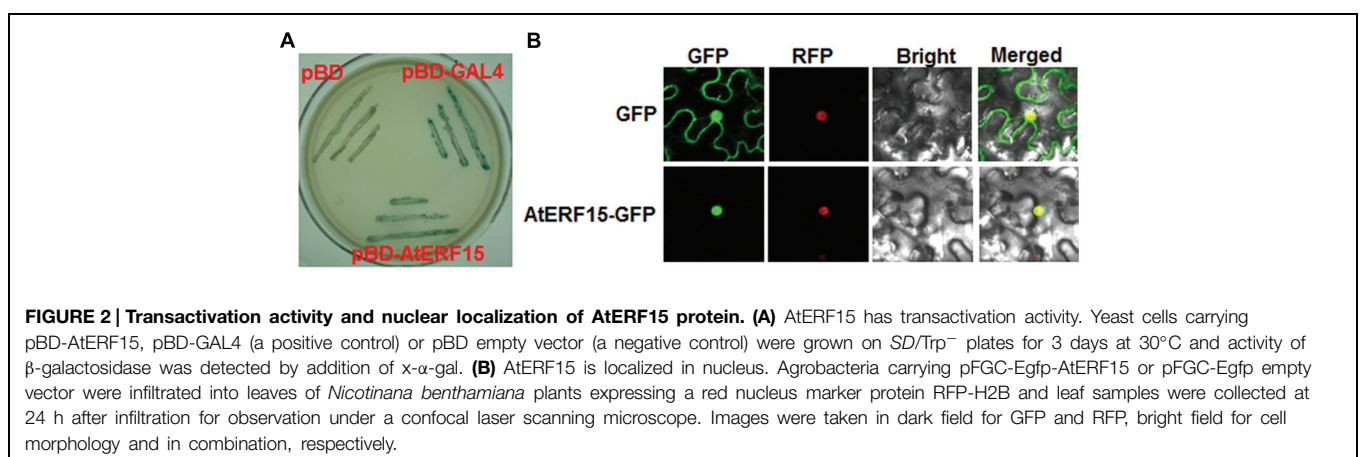 A
B
pBD
pBD-GAL4
pBD-AtERF15
GFP
RFP
Bright
Merged
GFP
AtERF15-GFP
FIGURE 2 | Transactivation activity and nuclear localization of AtERF15 protein. (A) AtERF15 has transactivation activity. Yeast cells carrying
pBD-AtERF15, pBD-GAL4 (a positive control) or pBD empty vector (a negative control) were grown on SD/Trp⁻ plates for 3 days at 30°C and activity of
β-galactosidase was detected by addition of x-α-gal. (B) AtERF15 is localized in nucleus. Agrobacteria carrying pFGC-Egfp-AtERF15 or pFGC-Egfp empty
vector were infiltrated into leaves of Nicotinana benthamiana plants expressing a red nucleus marker protein RFP-H2B and leaf samples were collected at
24 h after infiltration for observation under a confocal laser scanning microscope. Images were taken in dark field for GFP and RFP, bright field for cell
morphology and in combination, respectively.